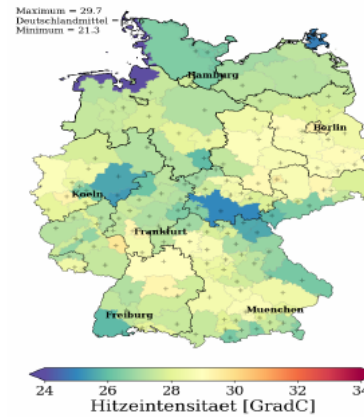 Maximum = 29.7
Deutschlandmittel =
Minimum = 21.3
Hamburg
Berlin
Koeln
Frankfurt
Freiburg
Muenchen
24 26 28 30 32 34
Hitzeintensitaet [GradC]